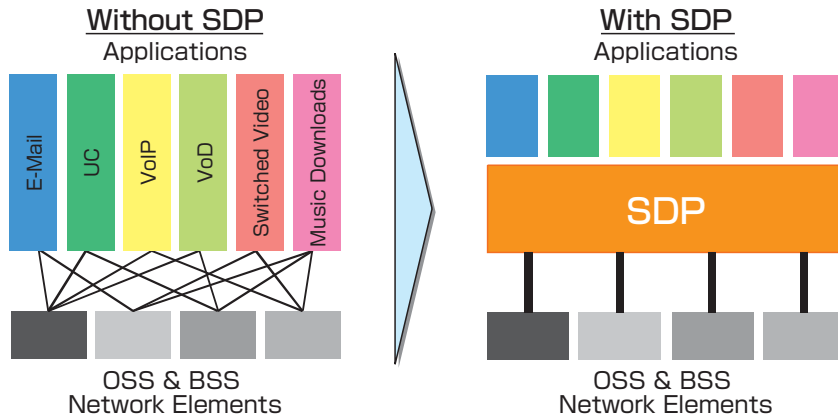 Without SDP
Applications
E-Mail
UC
VoIP
VoD
Switched Video
Music Downloads
OSS & BSS
Network Elements
With SDP
Applications
SDP
OSS & BSS
Network Elements